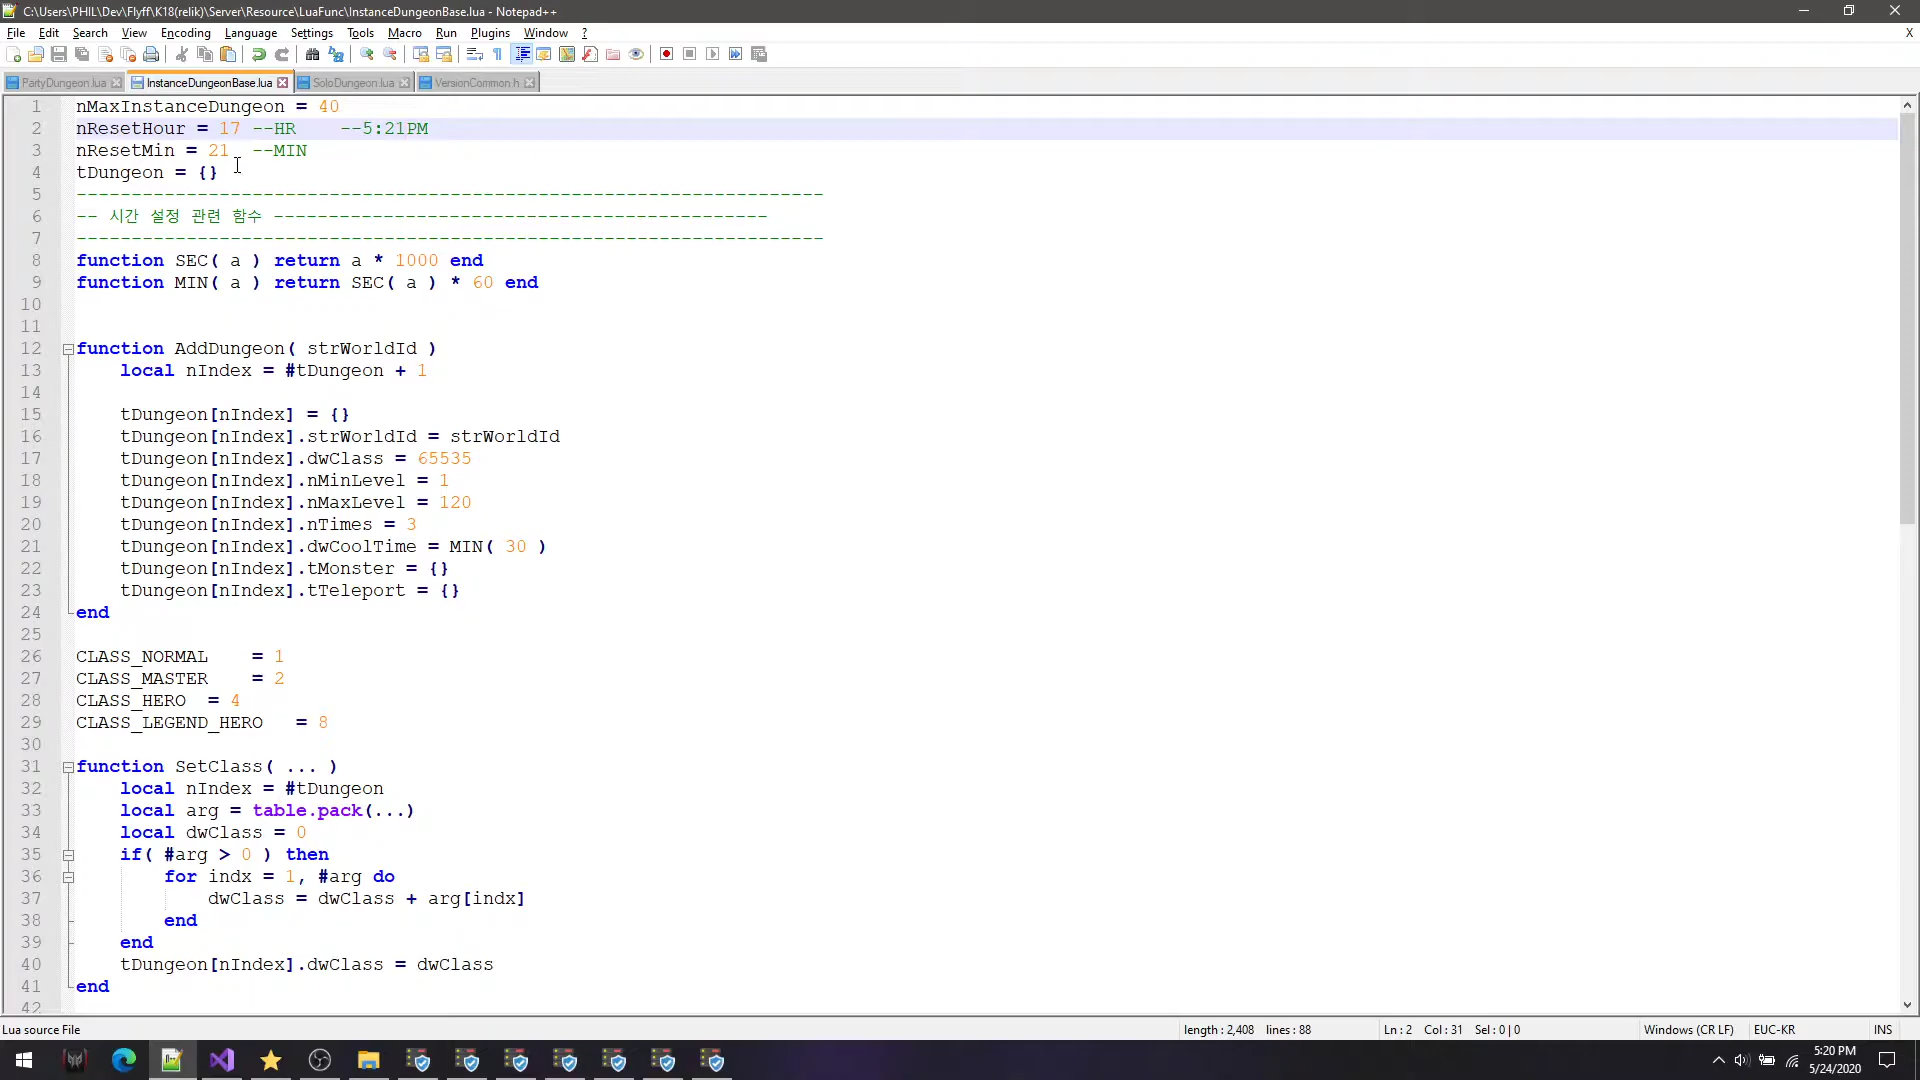 C:\Users\PHIL\Dev\Flyff\K18(relik)\Server\Resource\LuaFunc\InstanceDungeonBase.lua - Notepad++
File Edit Search View Encoding Language Settings Tools Macro Run Plugins Window ? X
PartyDungeon.lua InstanceDungeonBase.lua SoloDungeon.lua VersionCommon.h
1 nMaxInstanceDungeon = 40
2 nResetHour = 17 --HR --5:21PM
3 nResetMin = 21 --MIN
4 tDungeon = {}
5 --------------------------------------------------------------------
6 -- 시간 설정 관련 함수 ---------------------------------------------
7 --------------------------------------------------------------------
8 function SEC( a ) return a * 1000 end
9 function MIN( a ) return SEC( a ) * 60 end
10
11
12 function AddDungeon( strWorldId )
13 local nIndex = #tDungeon + 1
14
15 tDungeon[nIndex] = {}
16 tDungeon[nIndex].strWorldId = strWorldId
17 tDungeon[nIndex].dwClass = 65535
18 tDungeon[nIndex].nMinLevel = 1
19 tDungeon[nIndex].nMaxLevel = 120
20 tDungeon[nIndex].nTimes = 3
21 tDungeon[nIndex].dwCoolTime = MIN( 30 )
22 tDungeon[nIndex].tMonster = {}
23 tDungeon[nIndex].tTeleport = {}
24 end
25
26 CLASS_NORMAL = 1
27 CLASS_MASTER = 2
28 CLASS_HERO = 4
29 CLASS_LEGEND_HERO = 8
30
31 function SetClass( ... )
32 local nIndex = #tDungeon
33 local arg = table.pack(...)
34 local dwClass = 0
35 if( #arg > 0 ) then
36 for indx = 1, #arg do
37 dwClass = dwClass + arg[indx]
38 end
39 end
40 tDungeon[nIndex].dwClass = dwClass
41 end
42
Lua source File length : 2,408 lines : 88 Ln : 2 Col : 31 Sel : 0 | 0 Windows (CR LF) EUC-KR INS
5:20 PM
5/24/2020